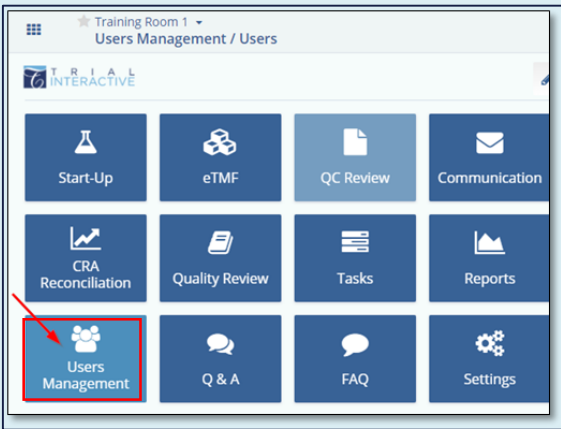 Training Room 1
Users Management / Users
TRIAL
INTERACTIVE
Start-Up
eTMF
QC Review
Communication
CRA
Reconciliation
Quality Review
Tasks
Reports
Users
Management
Q & A
FAQ
Settings